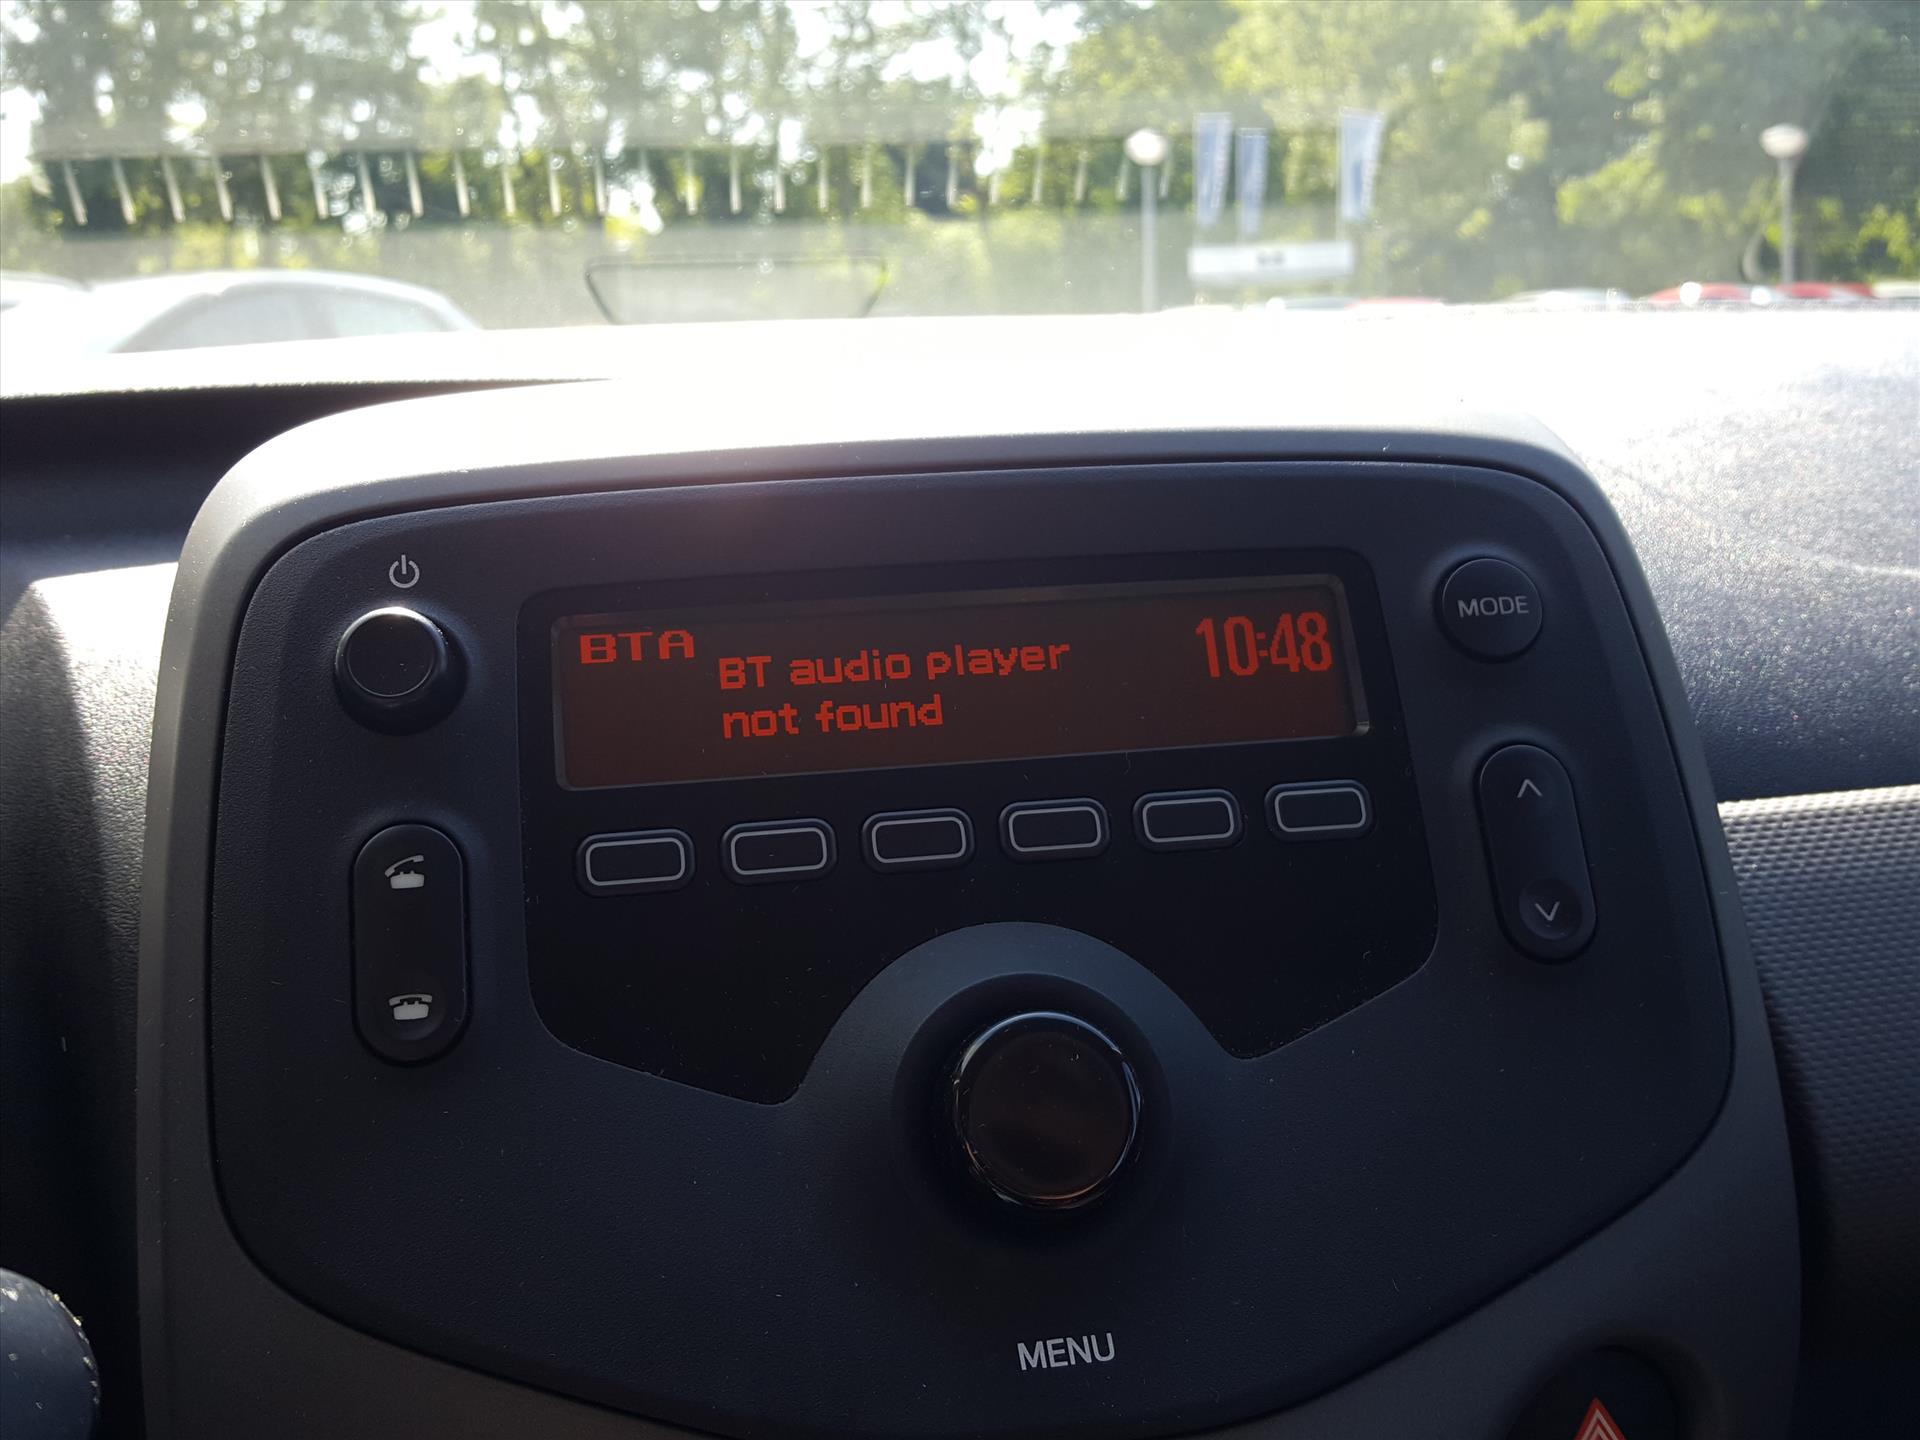 BTA
BT audio player
not found
10:48
MODE
MENU